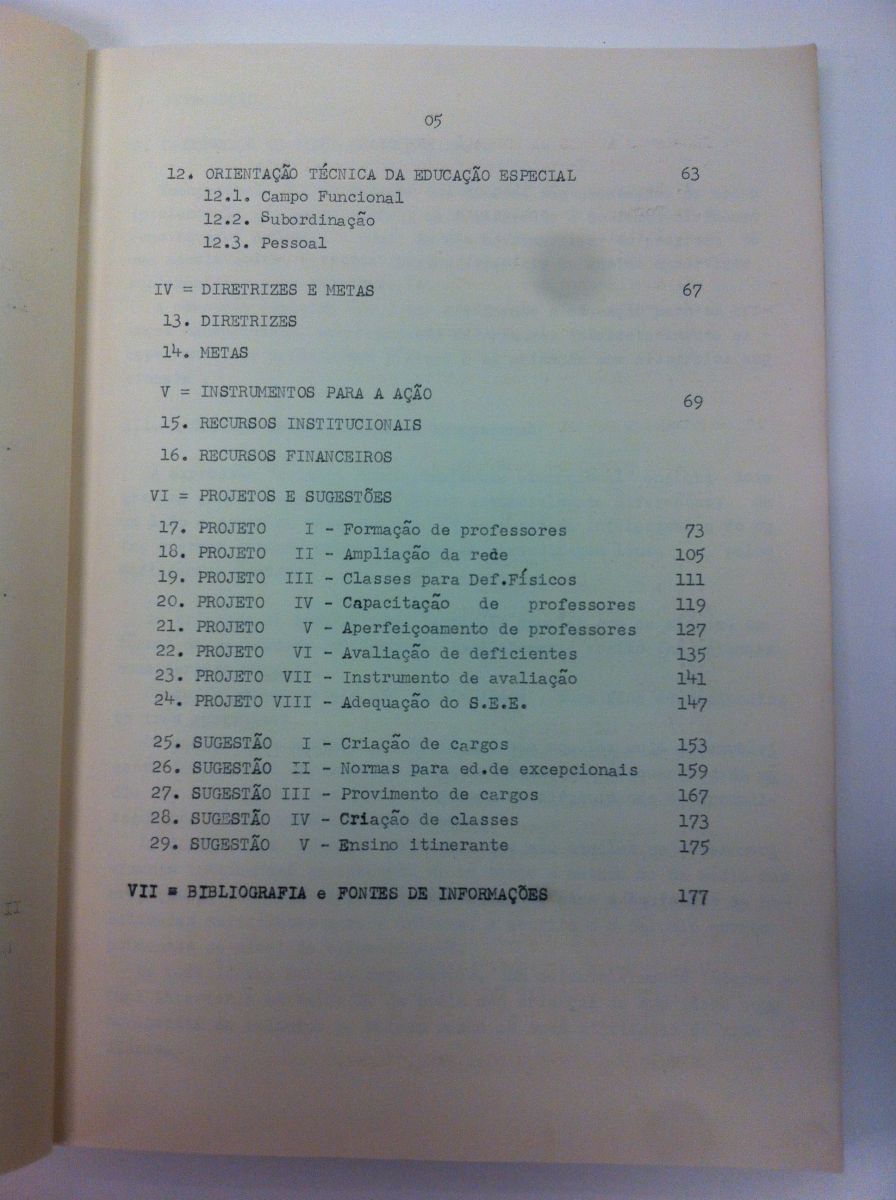 05
12. ORIENTAÇÃO TÉCNICA DA EDUCAÇÃO ESPECIAL 63
12.1. Campo Funcional
12.2. Subordinação
12.3. Pessoal
IV = DIRETRIZES E METAS 67
13. DIRETRIZES
14. METAS
V = INSTRUMENTOS PARA A AÇÃO 69
15. RECURSOS INSTITUCIONAIS
16. RECURSOS FINANCEIROS
VI = PROJETOS E SUGESTÕES
17. PROJETO I - Formação de professores 73
18. PROJETO II - Ampliação da rede 105
19. PROJETO III - Classes para Def.Físicos 111
20. PROJETO IV - Capacitação de professores 119
21. PROJETO V - Aperfeiçoamento de professores 127
22. PROJETO VI - Avaliação de deficientes 135
23. PROJETO VII - Instrumento de avaliação 141
24. PROJETO VIII - Adequação do S.E.E. 147
25. SUGESTÃO I - Criação de cargos 153
26. SUGESTÃO II - Normas para ed.de excepcionais 159
27. SUGESTÃO III - Provimento de cargos 167
28. SUGESTÃO IV - Criação de classes 173
29. SUGESTÃO V - Ensino itinerante 175
VII = BIBLIOGRAFIA e FONTES DE INFORMAÇÕES 177